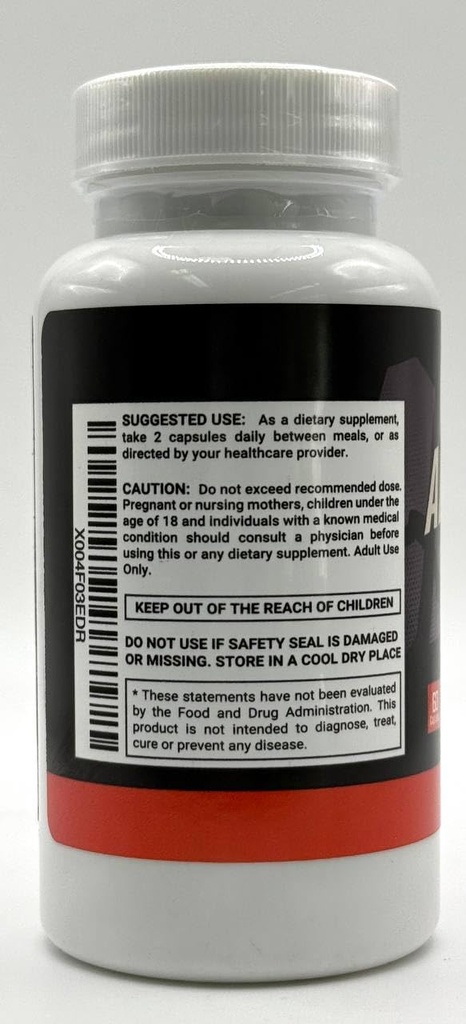 SUGGESTED USE: As a dietary supplement,
take 2 capsules daily between meals, or as
directed by your healthcare provider.
CAUTION: Do not exceed recommended dose.
Pregnant or nursing mothers, children under the
age of 18 and individuals with a known medical
condition should consult a physician before
using this or any dietary supplement. Adult Use
Only.
KEEP OUT OF THE REACH OF CHILDREN
DO NOT USE IF SAFETY SEAL IS DAMAGED
OR MISSING. STORE IN A COOL DRY PLACE
* These statements have not been evaluated
by the Food and Drug Administration. This
product is not intended to diagnose, treat,
cure or prevent any disease.
X004F03EDR